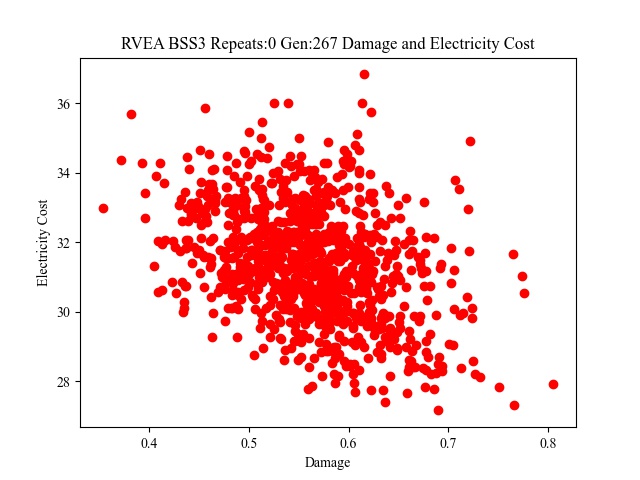 RVEA BSS3 Repeats:0 Gen:267 Damage and Electricity Cost
36
34
32
30
28
Electricity Cost
0.4 0.5 0.6 0.7 0.8
Damage